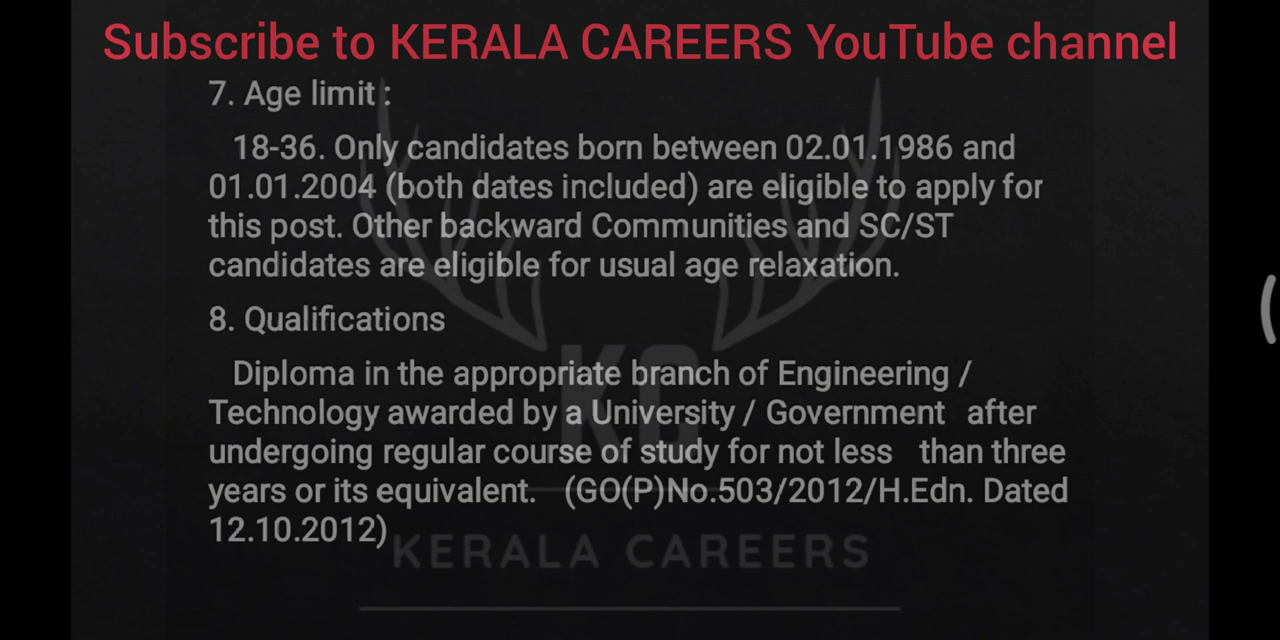 Subscribe to KERALA CAREERS YouTube channel
7. Age limit :
18-36. Only candidates born between 02.01.1986 and
01.01.2004 (both dates included) are eligible to apply for
this post. Other backward Communities and SC/ST
candidates are eligible for usual age relaxation.
8. Qualifications
Diploma in the appropriate branch of Engineering /
Technology awarded by a University / Government after
undergoing regular course of study for not less than three
years or its equivalent. (GO(P)No.503/2012/H.Edn. Dated
12.10.2012)
KC
KERALA CAREERS